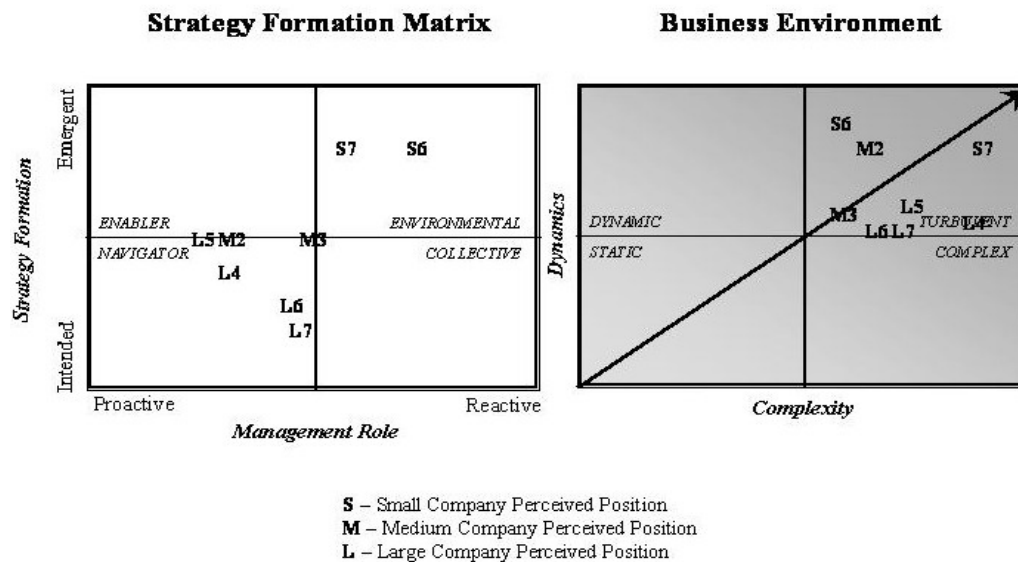 Strategy Formation Matrix
Business Environment
Strategy Formation
Emergent
Intended
S7 S6
ENABLER ENVIRONMENTAL
L5 M2 M3
NAVIGATOR COLLECTIVE
L4
L6
L7
Proactive Reactive
Management Role
Dynamics
S6
M2 S7
L5
M3
DYNAMIC TURBULENT
L6 L7 L4
STATIC COMPLEX
Complexity
S – Small Company Perceived Position
M – Medium Company Perceived Position
L – Large Company Perceived Position